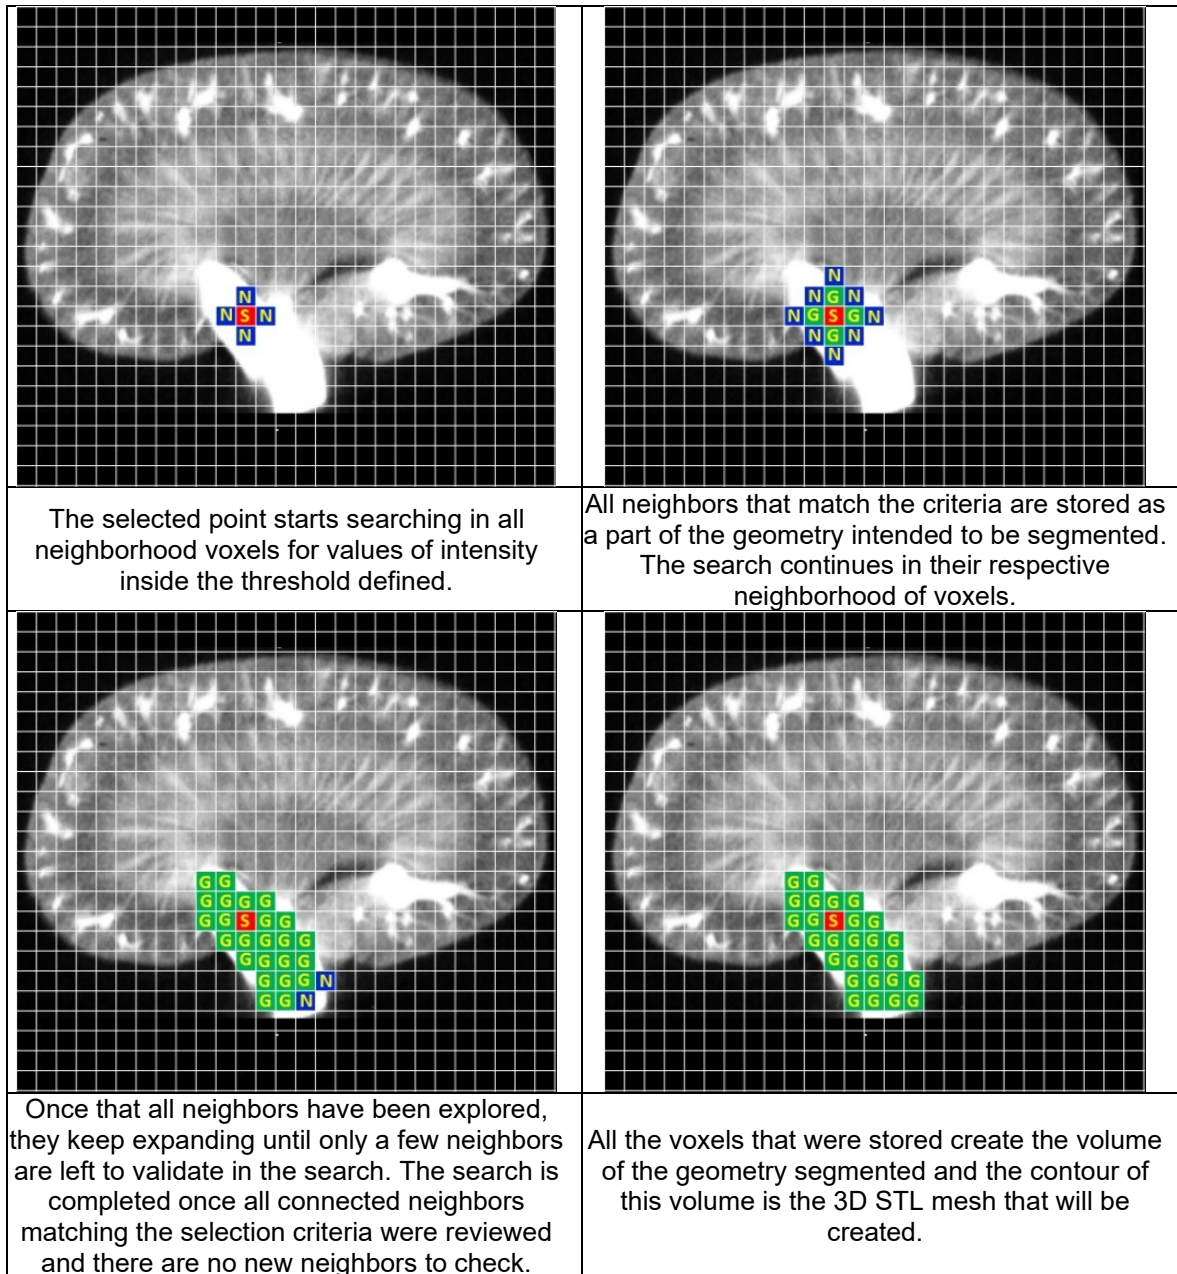 N
N S N
N
N
N G N
N G S G N
N G N
N
The selected point starts searching in all
neighborhood voxels for values of intensity
inside the threshold defined.
All neighbors that match the criteria are stored as
a part of the geometry intended to be segmented.
The search continues in their respective
neighborhood of voxels.
G G
G G G G
G G S G G
G G G G G
G G G G
G G G N
G G N
G G
G G G G
G G S G G
G G G G G
G G G G
G G G G
G G G G
Once that all neighbors have been explored,
they keep expanding until only a few neighbors
are left to validate in the search. The search is
completed once all connected neighbors
matching the selection criteria were reviewed
and there are no new neighbors to check.
All the voxels that were stored create the volume
of the geometry segmented and the contour of
this volume is the 3D STL mesh that will be
created.